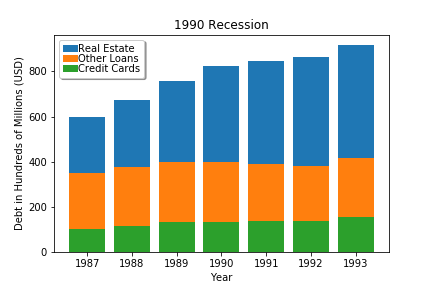 1990 Recession
Real Estate
Other Loans
Credit Cards
Debt in Hundreds of Millions (USD)
800
600
400
200
0
1987 1988 1989 1990 1991 1992 1993
Year